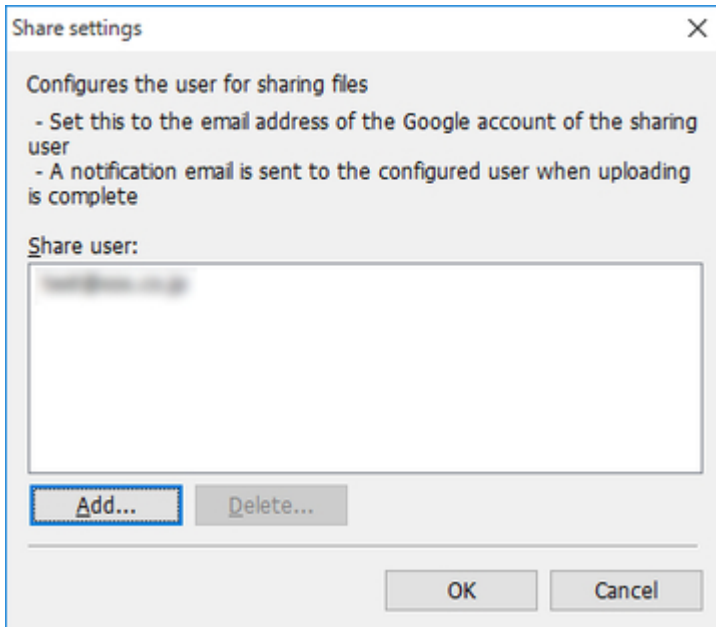 Share settings
Configures the user for sharing files
- Set this to the email address of the Google account of the sharing
user
- A notification email is sent to the configured user when uploading
is complete
Share user:
Add...
Delete...
OK
Cancel